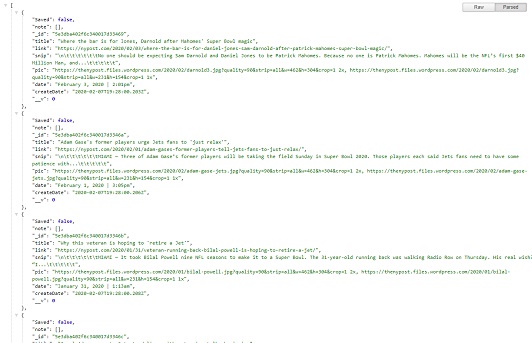 Raw Parsed
[
{
"Saved": false,
"note": [],
"_id": "5e3dba402f6c340017d33469",
"title": "Where the bar is for Jones, Darnold after Mahomes' Super Bowl magic",
"link": "https://nypost.com/2020/02/03/where-the-bar-is-for-daniel-jones-sam-darnold-after-patrick-mahomes-super-bowl-magic/",
"snip": "\n\t\t\t\tNo one should be expecting Sam Darnold and Daniel Jones to be Patrick Mahomes. Because no one is Patrick Mahomes. Mahomes will be the NFL's first $40
Million Man, and...\t\t\t\t\t",
"pic": "https://thenypost.files.wordpress.com/2020/02/darnold3.jpg?quality=90&strip=all&w=462&h=304&crop=1 2x, https://thenypost.files.wordpress.com/2020/02/darnold3.jpg?
quality=90&strip=all&w=231&h=154&crop=1 1x",
"date": "February 3, 2020 | 2:01pm",
"createDate": "2020-02-07T19:28:00.203Z",
"__v": 0
},
{
"Saved": false,
"note": [],
"_id": "5e3dba402f6c340017d3346a",
"title": "Adam Gase's former players urge Jets fans to 'just relax'",
"link": "https://nypost.com/2020/02/01/adam-gases-former-players-tell-jets-fans-to-just-relax/",
"snip": "\n\t\t\t\tMIAMI — Three of Adam Gase's former players will be taking the field Sunday in Super Bowl 2020. Those players each said Jets fans need to have some
patience with...\t\t\t\t\t",
"pic": "https://thenypost.files.wordpress.com/2020/02/adam-gase-jets.jpg?quality=90&strip=all&w=462&h=304&crop=1 2x, https://thenypost.files.wordpress.com/2020/02/adam-gase-
jets.jpg?quality=90&strip=all&w=231&h=154&crop=1 1x",
"date": "February 1, 2020 | 3:05pm",
"createDate": "2020-02-07T19:28:00.206Z",
"__v": 0
},
{
"Saved": false,
"note": [],
"_id": "5e3dba402f6c340017d3346b",
"title": "Why this veteran is hoping to 'retire a Jet'",
"link": "https://nypost.com/2020/01/31/veteran-running-back-bilal-powell-is-hoping-to-retire-a-jet/",
"snip": "\n\t\t\t\tMIAMI — It took Bilal Powell nine NFL seasons to make it to a Super Bowl. The 31-year-old running back was walking Radio Row on Thursday. His real wish?
"I...\t\t\t\t\t",
"pic": "https://thenypost.files.wordpress.com/2020/01/bilal-powell.jpg?quality=90&strip=all&w=462&h=304&crop=1 2x, https://thenypost.files.wordpress.com/2020/01/bilal-
powell.jpg?quality=90&strip=all&w=231&h=154&crop=1 1x",
"date": "January 31, 2020 | 1:13am",
"createDate": "2020-02-07T19:28:00.208Z",
"__v": 0
},
{
"Saved": false,
"note": [],
"_id": "5e3dba402f6c340017d3346c",